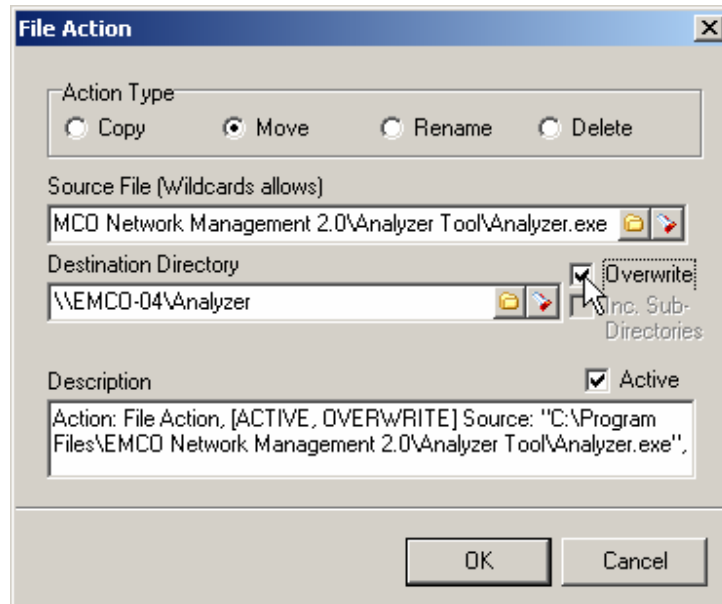 File Action
Action Type
Copy Move Rename Delete
Source File (Wildcards allows)
MCO Network Management 2.0\Analyzer Tool\Analyzer.exe
Destination Directory
Overwrite
\\EMCO-04\Analyzer
Inc. Sub-
Directories
Description
Active
Action: File Action, [ACTIVE, OVERWRITE] Source: "C:\Program
Files\EMCO Network Management 2.0\Analyzer Tool\Analyzer.exe",
OK Cancel